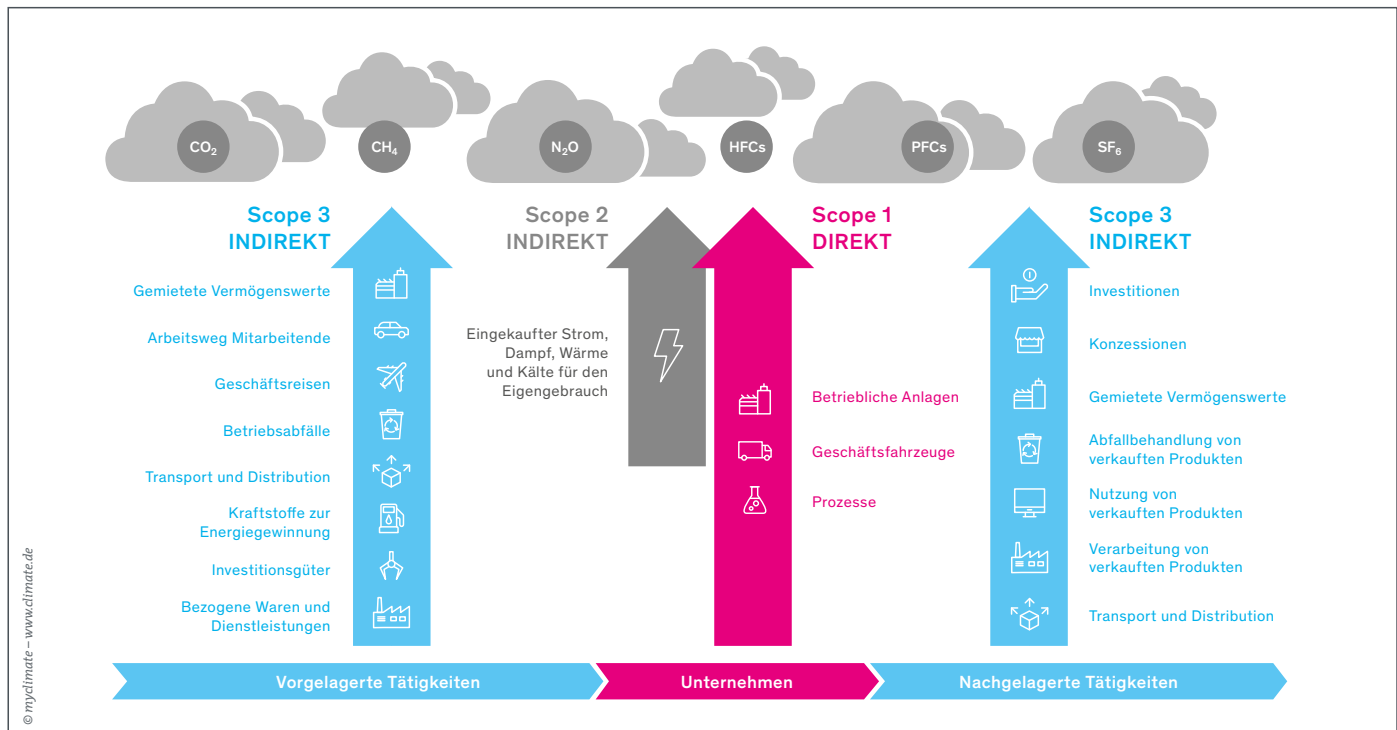 CO₂
CH₄
N₂O
HFCs
PFCs
SF₆
Scope 3
INDIREKT
Gemietete Vermögenswerte
Arbeitsweg Mitarbeitende
Geschäftsreisen
Betriebsabfälle
Transport und Distribution
Kraftstoffe zur
Energiegewinnung
Investitionsgüter
Bezogene Waren und
Dienstleistungen
Scope 2
INDIREKT
Eingekaufter Strom,
Dampf, Wärme
und Kälte für den
Eigengebrauch
Scope 1
DIREKT
Betriebliche Anlagen
Geschäftsfahrzeuge
Prozesse
Scope 3
INDIREKT
Investitionen
Konzessionen
Gemietete Vermögenswerte
Abfallbehandlung von
verkauften Produkten
Nutzung von
verkauften Produkten
Verarbeitung von
verkauften Produkten
Transport und Distribution
Vorgelagerte Tätigkeiten
Unternehmen
Nachgelagerte Tätigkeiten
© myclimate – www.climate.de